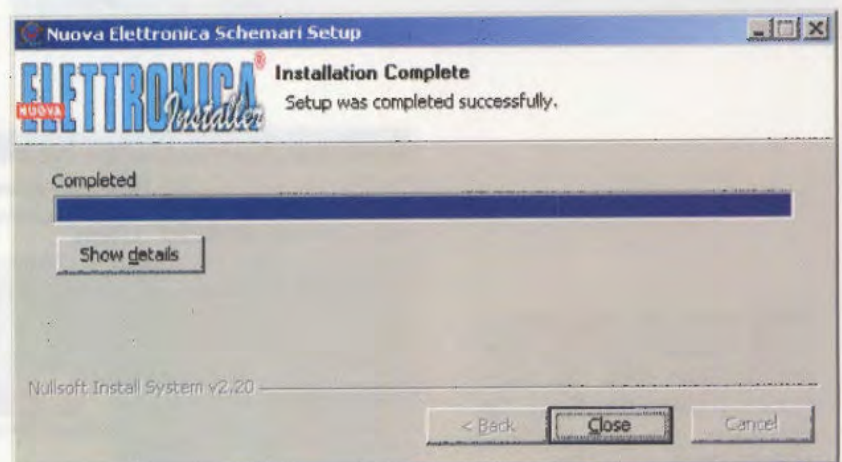 Nuova Elettronica Schemari Setup
NUOVA ELETTRONICA®
Installer
Installation Complete
Setup was completed successfully.
Completed
Show details
Nullsoft Install System v2.20
< Back
Close
Cancel